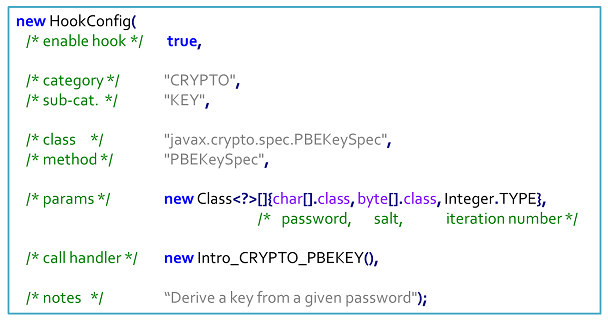 new HookConfig(
/* enable hook */ true,
/* category */ "CRYPTO",
/* sub-cat. */ "KEY",
/* class */ "javax.crypto.spec.PBEKeySpec",
/* method */ "PBEKeySpec",
/* params */ new Class<?>[]{char[].class, byte[].class, Integer.TYPE},
/* password, salt, iteration number */
/* call handler */ new Intro_CRYPTO_PBEKEY(),
/* notes */ “Derive a key from a given password");